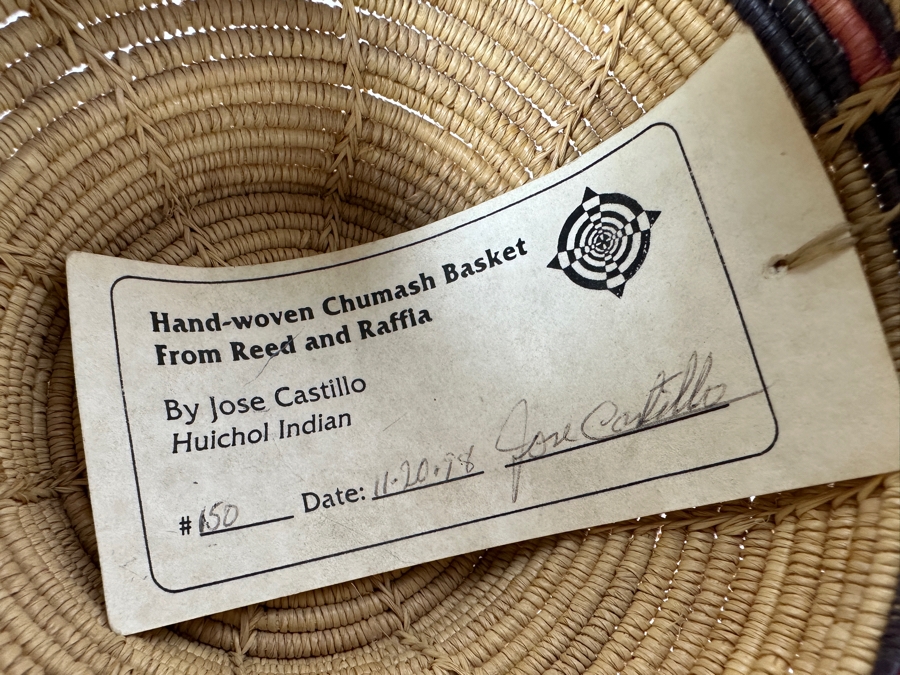 Hand-woven Chumash Basket
From Reed and Raffia
By Jose Castillo
Huichol Indian
#150 Date: 11.20.98 Jose Castillo